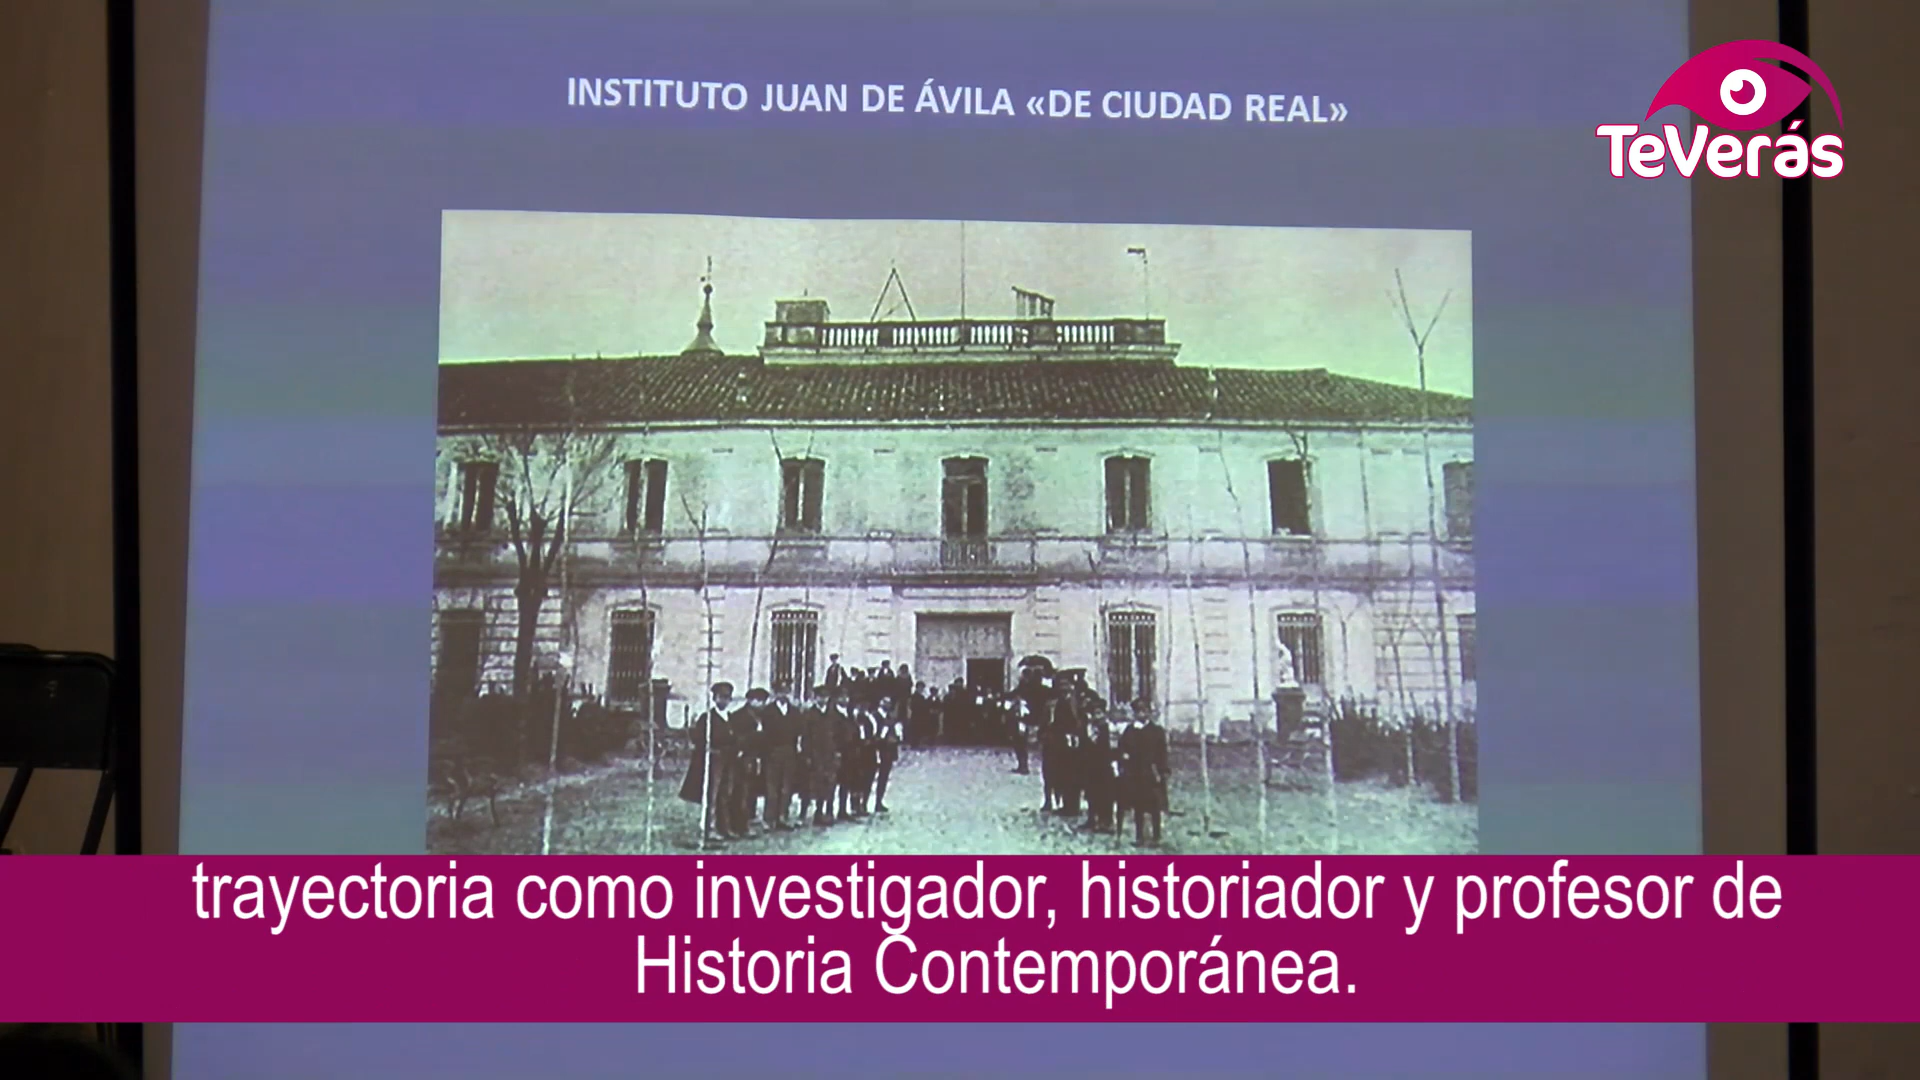 INSTITUTO JUAN DE ÁVILA «DE CIUDAD REAL»
TeVerás
trayectoria como investigador, historiador y profesor de
Historia Contemporánea.